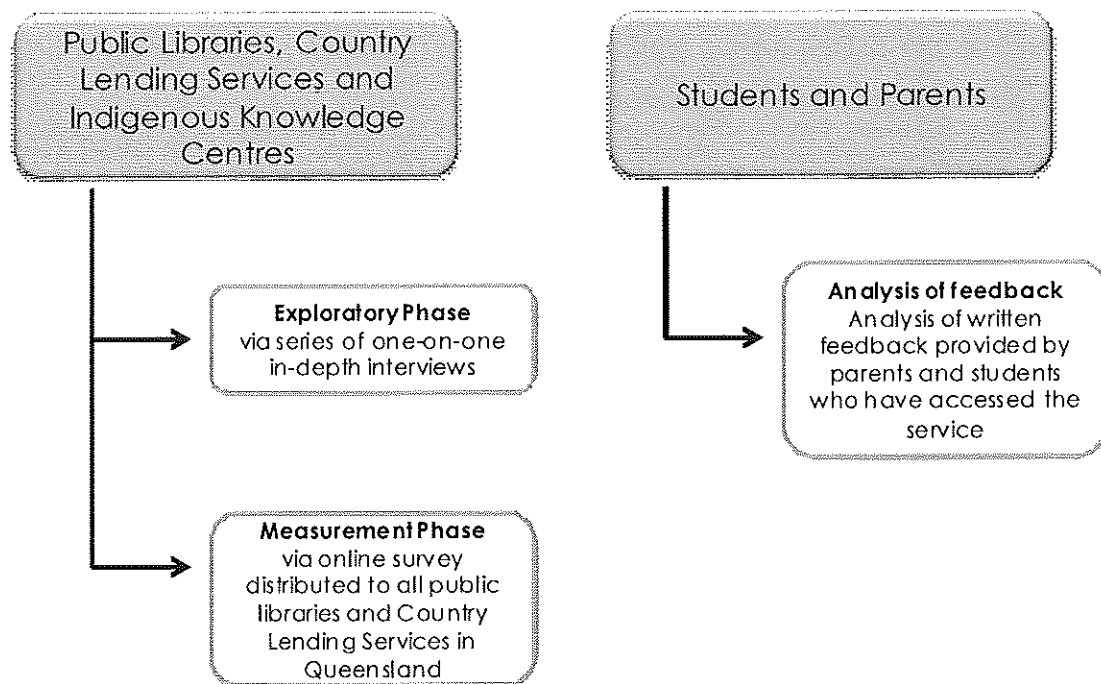 Public Libraries, Country
Lending Services and
Indigenous Knowledge
Centres
Students and Parents
Exploratory Phase
via series of one-on-one
in-depth interviews
Measurement Phase
via online survey
distributed to all public
libraries and Country
Lending Services in
Queensland
Analysis of feedback
Analysis of written
feedback provided by
parents and students
who have accessed the
service